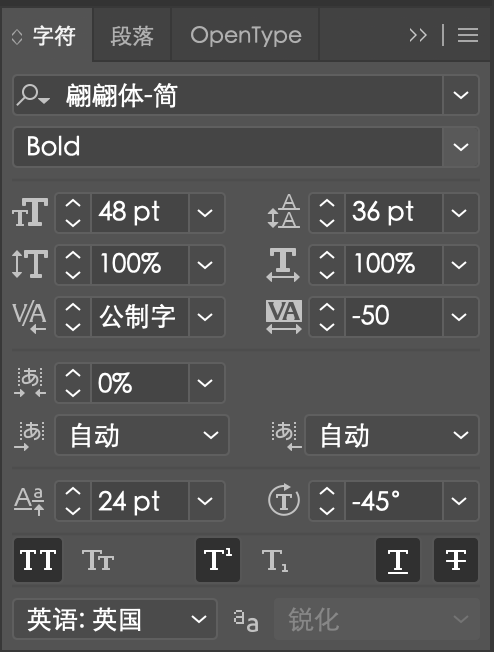 字符 段落 OpenType
翩翩体-简
Bold
48 pt 36 pt
100% 100%
公制字 -50
0%
自动 自动
24 pt -45°
TT Tт T¹ T₁ T T
英语: 英国 aa 锐化